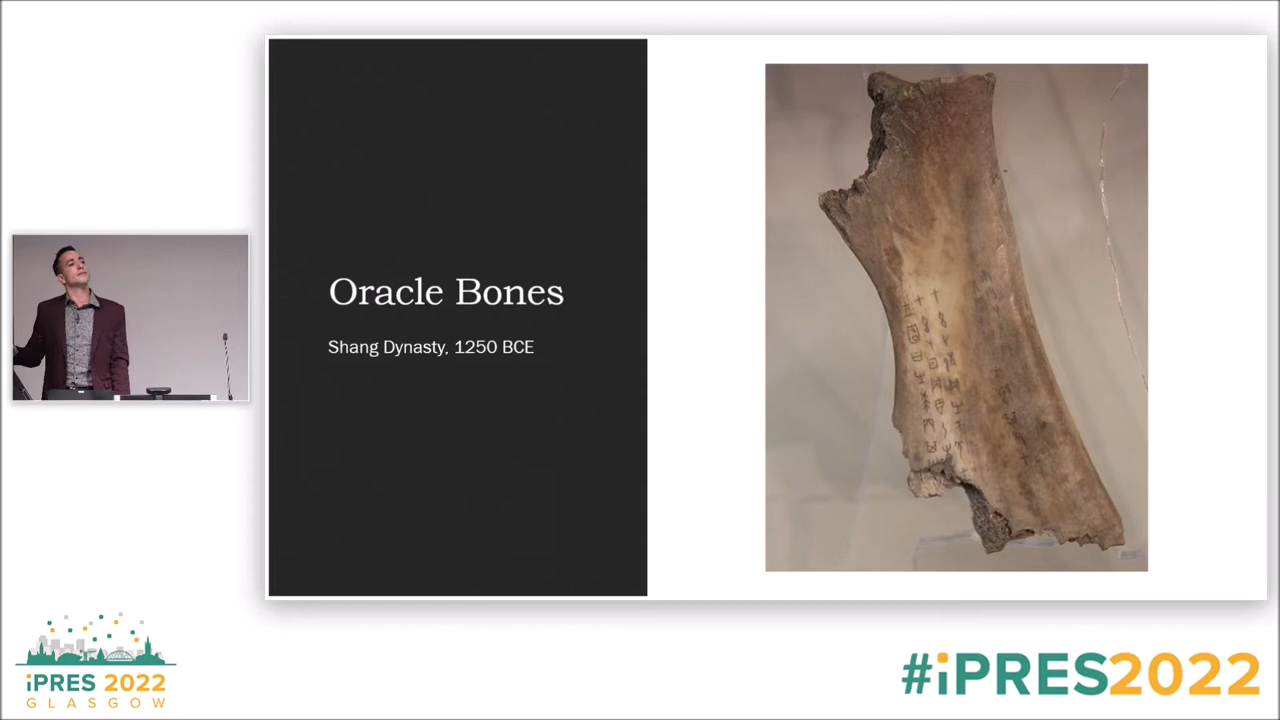 Oracle Bones
Shang Dynasty, 1250 BCE
iPRES 2022
GLASGOW
#iPRES2022